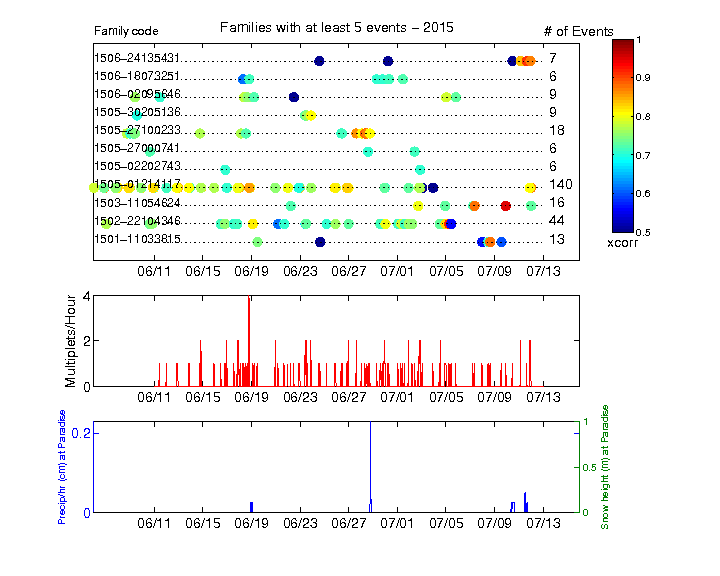 Families with at least 5 events − 2015
Family code
# of Events
1506−24135431 7
1506−18073251 6
1506−02095646 9
1505−30205136 9
1505−27100233 18
1505−27000741 6
1505−02202743 6
1505−01214117 140
1503−11054624 16
1502−22104346 44
1501−11033815 13
1
0.9
0.8
0.7
0.6
0.5
xcorr
06/11 06/15 06/19 06/23 06/27 07/01 07/05 07/09 07/13
Multiplets/Hour
4
2
0
06/11 06/15 06/19 06/23 06/27 07/01 07/05 07/09 07/13
Precip/hr (cm) at Paradise
0.2
0
1
0.5
0
Snow height (m) at Paradise
06/11 06/15 06/19 06/23 06/27 07/01 07/05 07/09 07/13